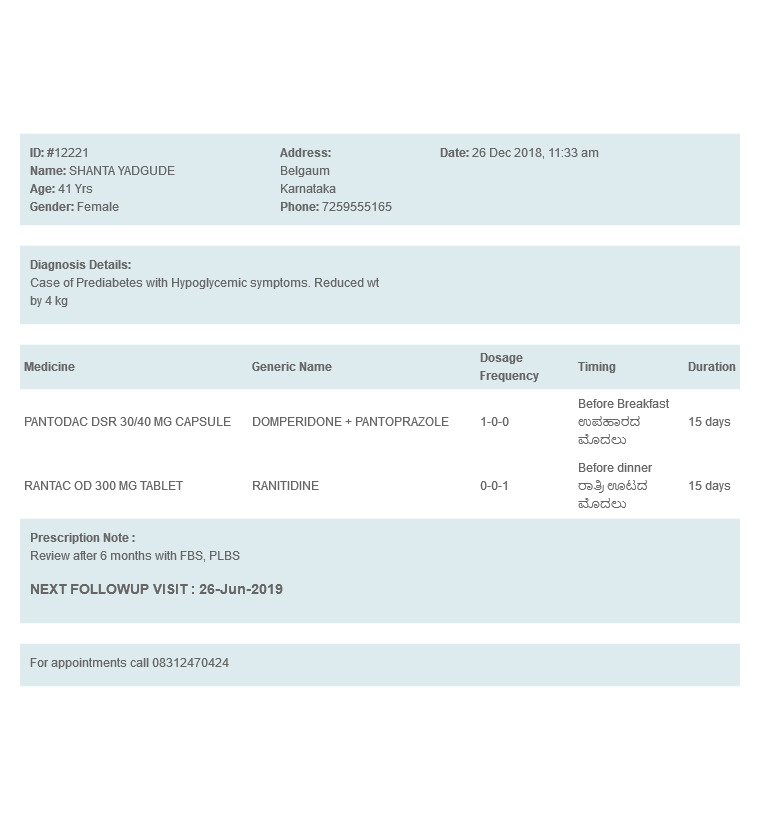 ID: #12221
Name: SHANTA YADGUDE
Age: 41 Yrs
Gender: Female
Address:
Belgaum
Karnataka
Phone: 7259555165
Date: 26 Dec 2018, 11:33 am
Diagnosis Details:
Case of Prediabetes with Hypoglycemic symptoms. Reduced wt
by 4 kg
Medicine Generic Name Dosage Frequency Timing Duration
PANTODAC DSR 30/40 MG CAPSULE DOMPERIDONE + PANTOPRAZOLE 1-0-0 Before Breakfast 15 days
ಉಪಹಾರದ
ಮೊದಲು
RANTAC OD 300 MG TABLET RANITIDINE 0-0-1 Before dinner 15 days
ರಾತ್ರಿ ಊಟದ
ಮೊದಲು
Prescription Note :
Review after 6 months with FBS, PLBS
NEXT FOLLOWUP VISIT : 26-Jun-2019
For appointments call 08312470424